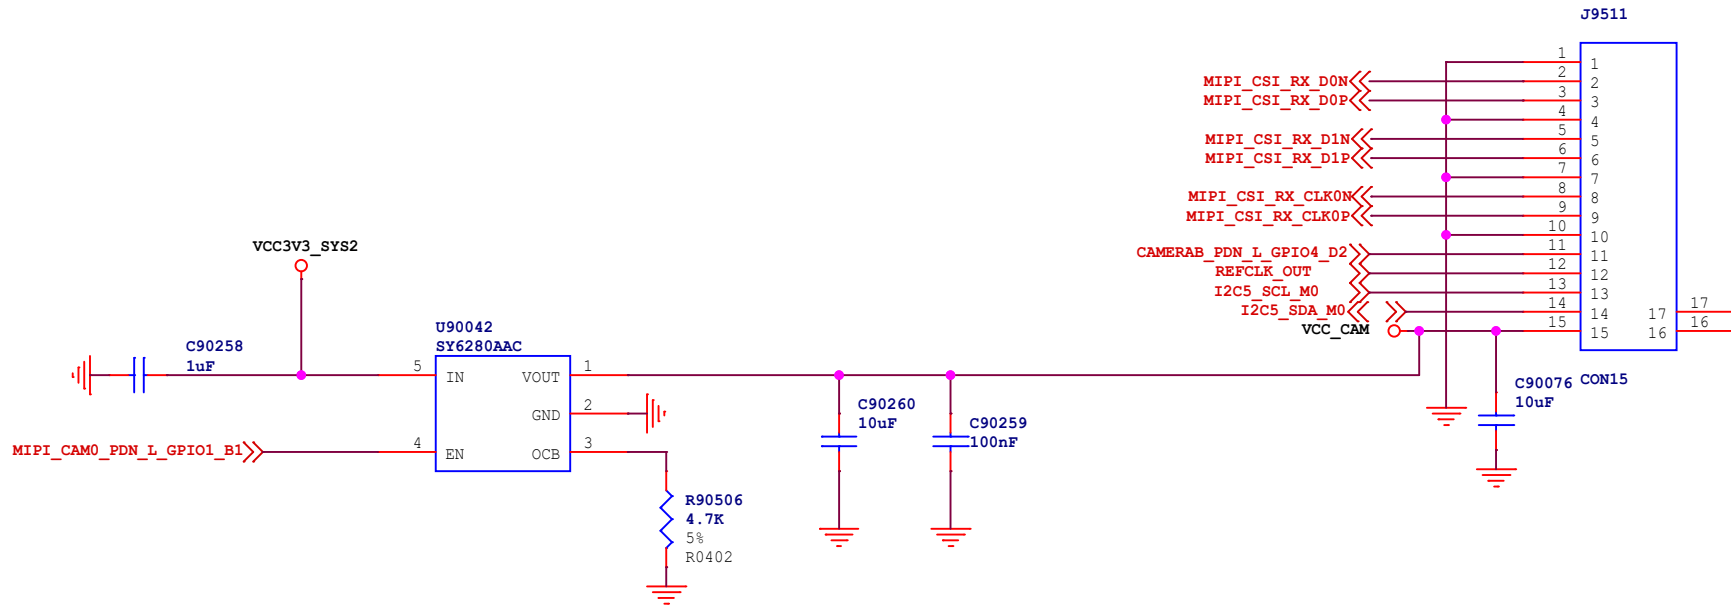 J9511
1
1
MIPI_CSI_RX_D0N
2
2
MIPI_CSI_RX_D0P
3
3
4
4
MIPI_CSI_RX_D1N
5
5
MIPI_CSI_RX_D1P
6
6
7
7
MIPI_CSI_RX_CLK0N
8
8
MIPI_CSI_RX_CLK0P
9
9
10
10
CAMERAB_PDN_L_GPIO4_D2
11
11
REFCLK_OUT
12
12
I2C5_SCL_M0
13
13
I2C5_SDA_M0
14
14
17
17
VCC_CAM
15
15
16
16
CON15
C90076
10uF
VCC3V3_SYS2
C90258
1uF
U90042
SY6280AAC
5
IN
VOUT
1
GND
2
MIPI_CAM0_PDN_L_GPIO1_B1
4
EN
OCB
3
C90260
10uF
C90259
100nF
R90506
4.7K
5%
R0402